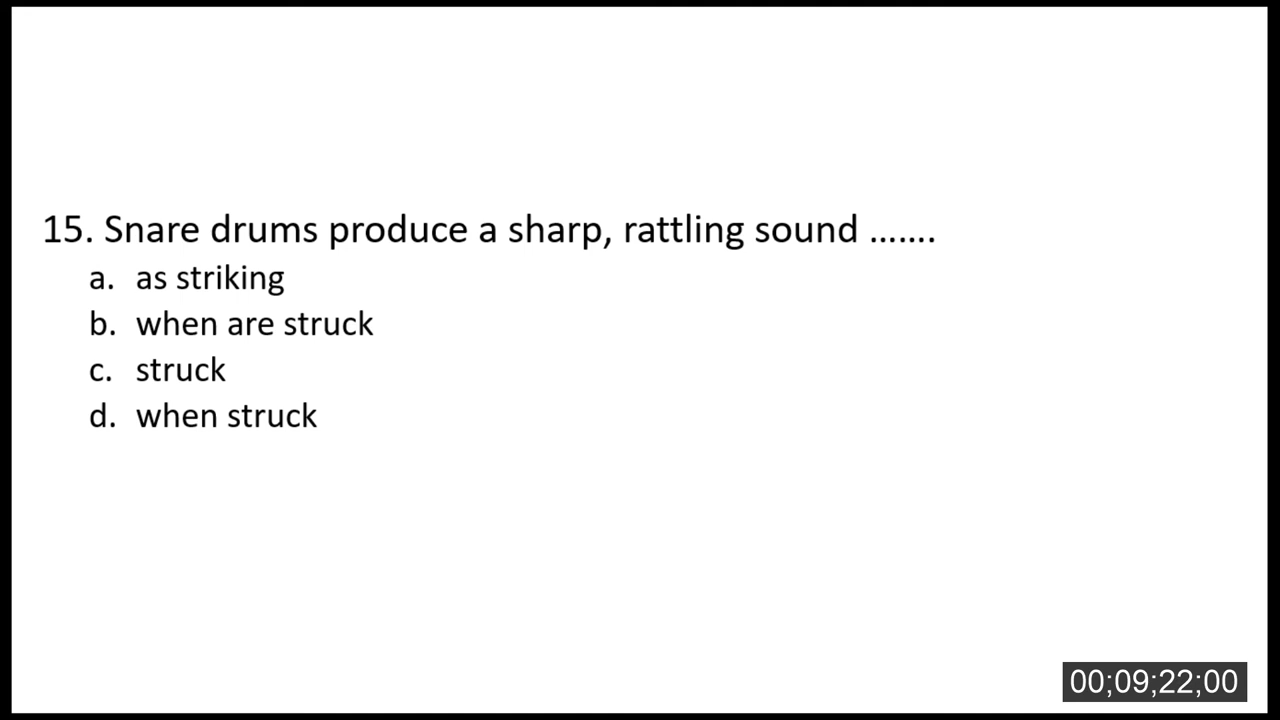 15. Snare drums produce a sharp, rattling sound .......
a. as striking
b. when are struck
c. struck
d. when struck
00;09;22;00